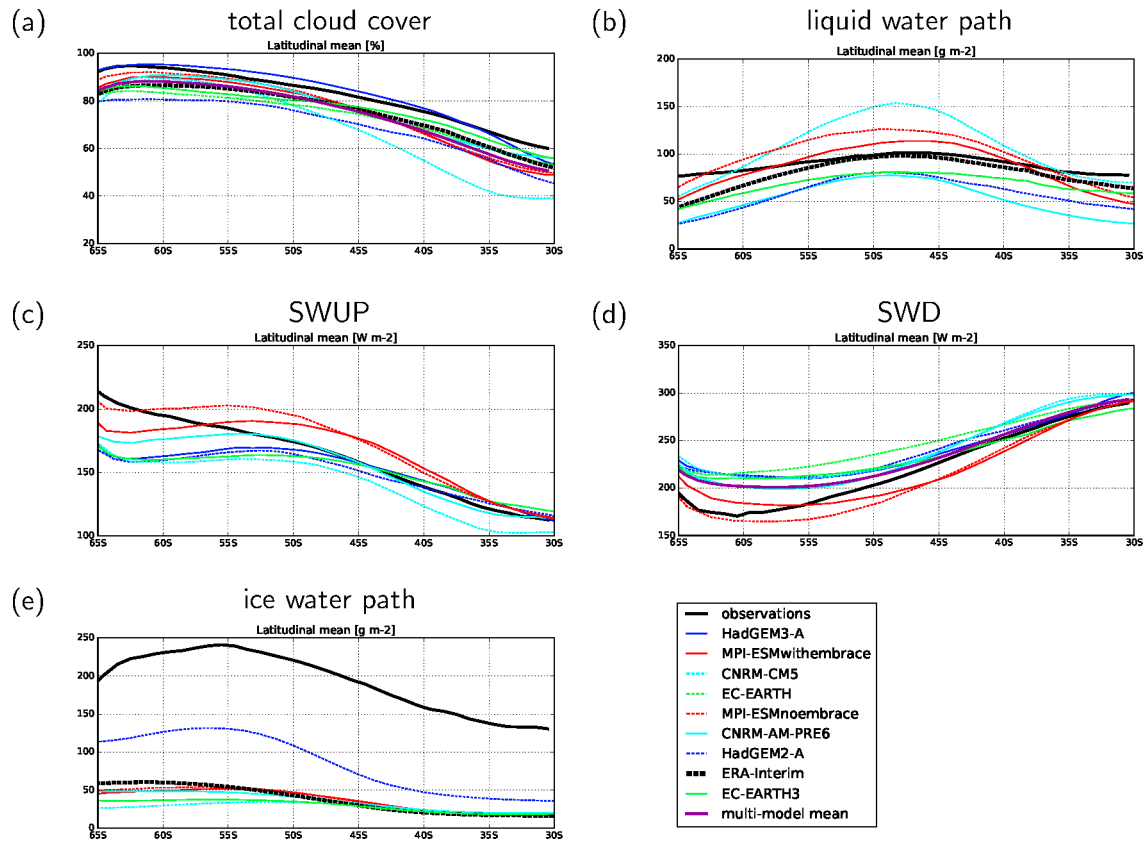 (a) total cloud cover
Latitudinal mean [%]
100
80
60
40
20
65S 60S 55S 50S 45S 40S 35S 30S
(b) liquid water path
Latitudinal mean [g m-2]
200
150
100
50
0
65S 60S 55S 50S 45S 40S 35S 30S
(c) SWUP
Latitudinal mean [W m-2]
250
200
150
100
65S 60S 55S 50S 45S 40S 35S 30S
(d) SWD
Latitudinal mean [W m-2]
350
300
250
200
150
65S 60S 55S 50S 45S 40S 35S 30S
(e) ice water path
Latitudinal mean [g m-2]
250
200
150
100
50
0
65S 60S 55S 50S 45S 40S 35S 30S
observations
HadGEM3-A
MPI-ESMwithembrace
CNRM-CM5
EC-EARTH
MPI-ESMnoembrace
CNRM-AM-PRE6
HadGEM2-A
ERA-Interim
EC-EARTH3
multi-model mean